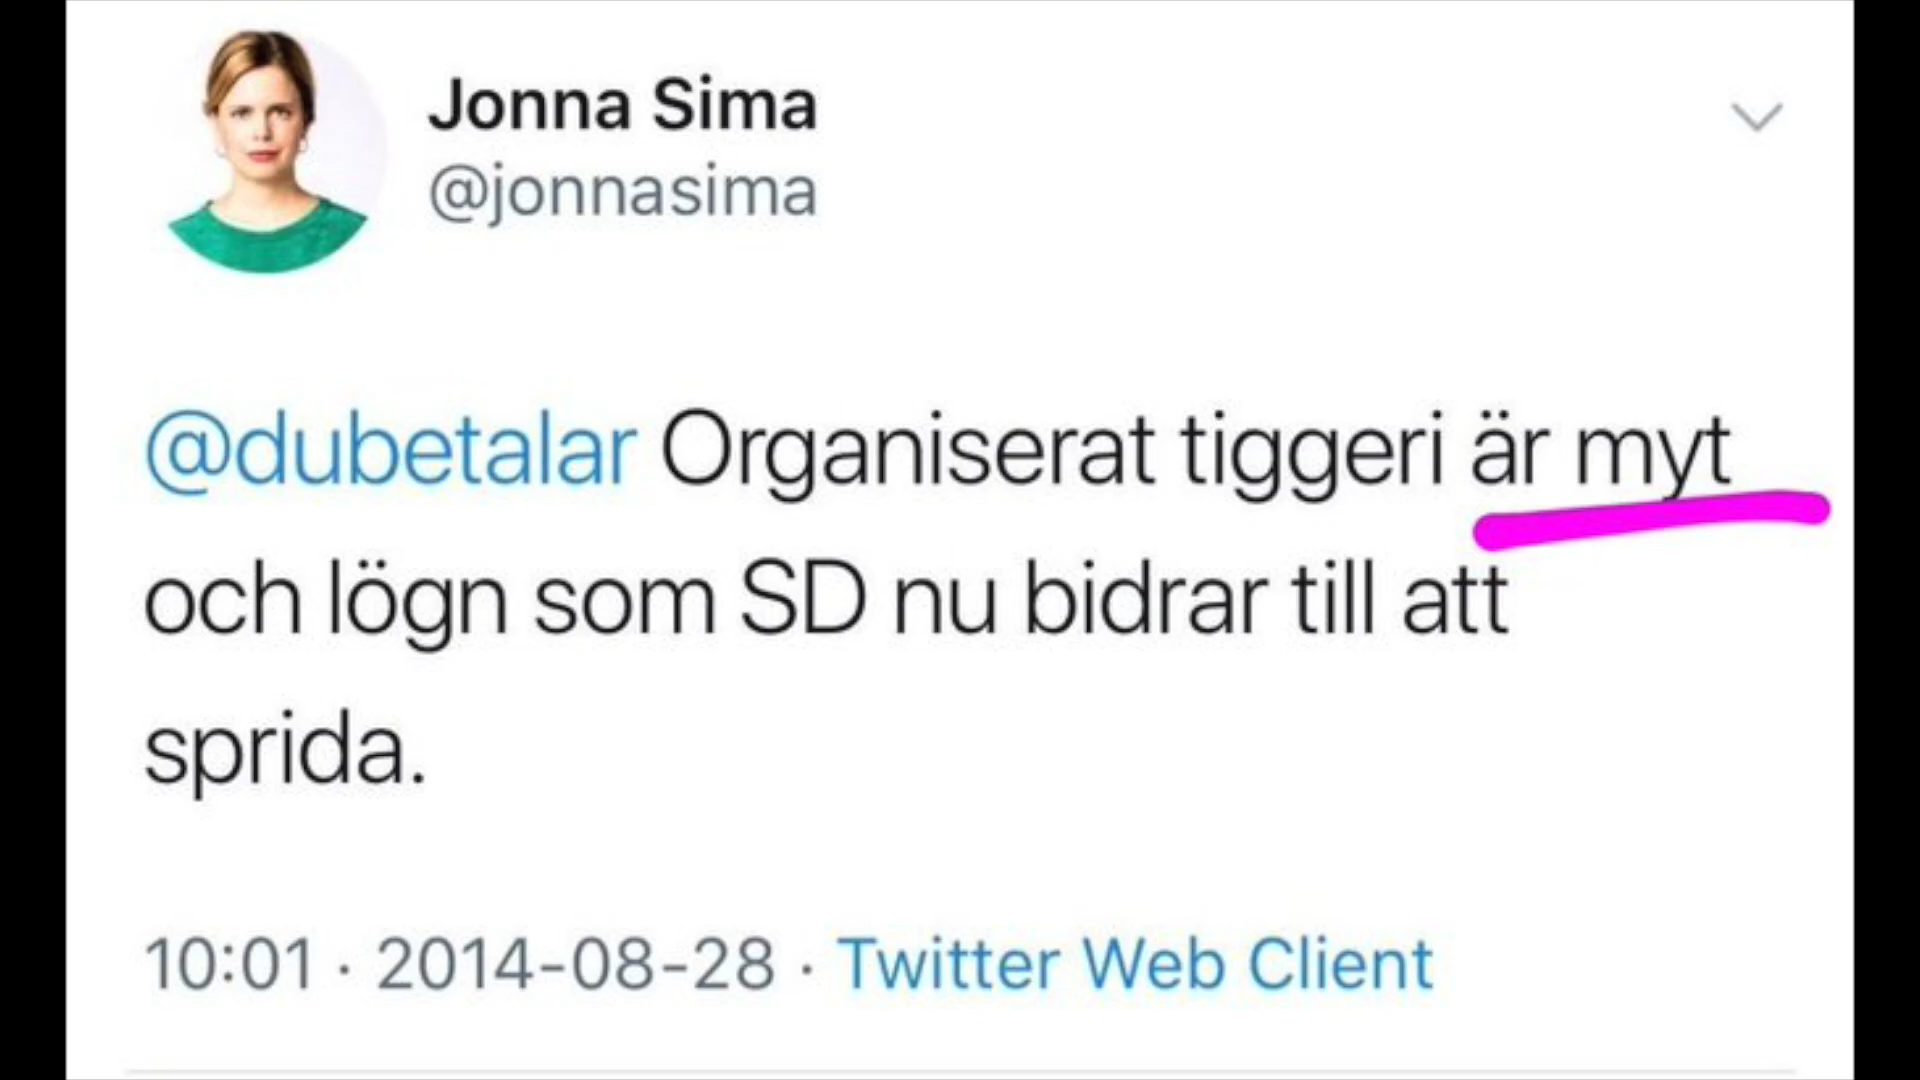 Jonna Sima
@jonnasima
@dubetalar Organiserat tiggeri är myt
och lögn som SD nu bidrar till att
sprida.
10:01 · 2014-08-28 · Twitter Web Client